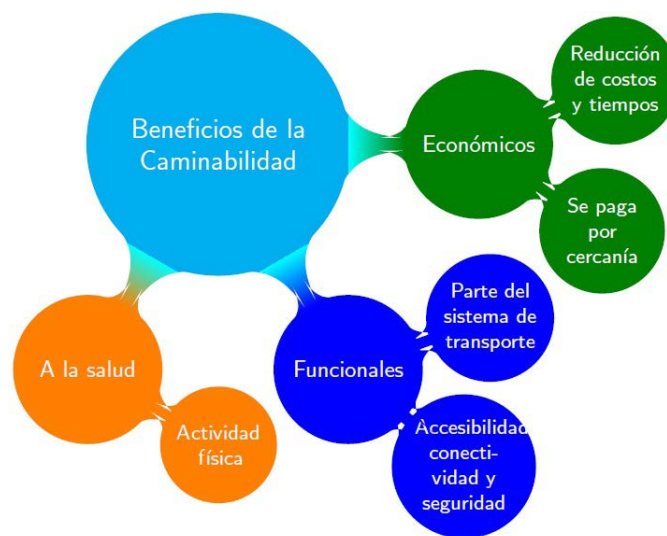 Beneficios de la
Caminabilidad
Económicos
Reducción
de costos
y tiempos
Se paga
por
cercanía
A la salud
Actividad
física
Funcionales
Parte del
sistema de
transporte
Accesibilidad
conecti-
vidad y
seguridad